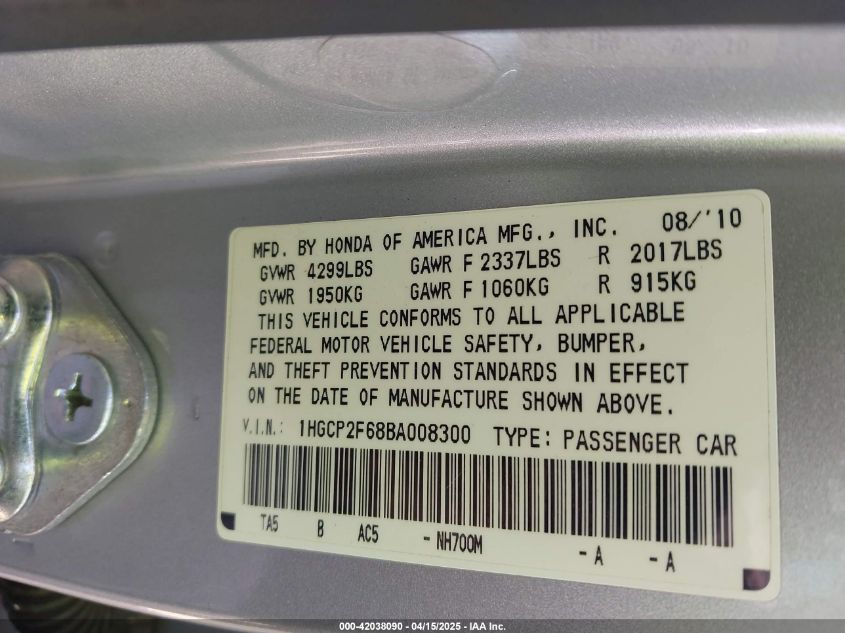 MFD. BY HONDA OF AMERICA MFG., INC. 08/'10
GVWR 4299LBS GAWR F 2337LBS R 2017LBS
GVWR 1950KG GAWR F 1060KG R 915KG
THIS VEHICLE CONFORMS TO ALL APPLICABLE
FEDERAL MOTOR VEHICLE SAFETY, BUMPER,
AND THEFT PREVENTION STANDARDS IN EFFECT
ON THE DATE OF MANUFACTURE SHOWN ABOVE.
V.I.N.: 1HGCP2F68BA008300 TYPE: PASSENGER CAR
TA5 B AC5 -NH700M -A -A
000-42038090 - 04/15/2025 - IAA Inc.